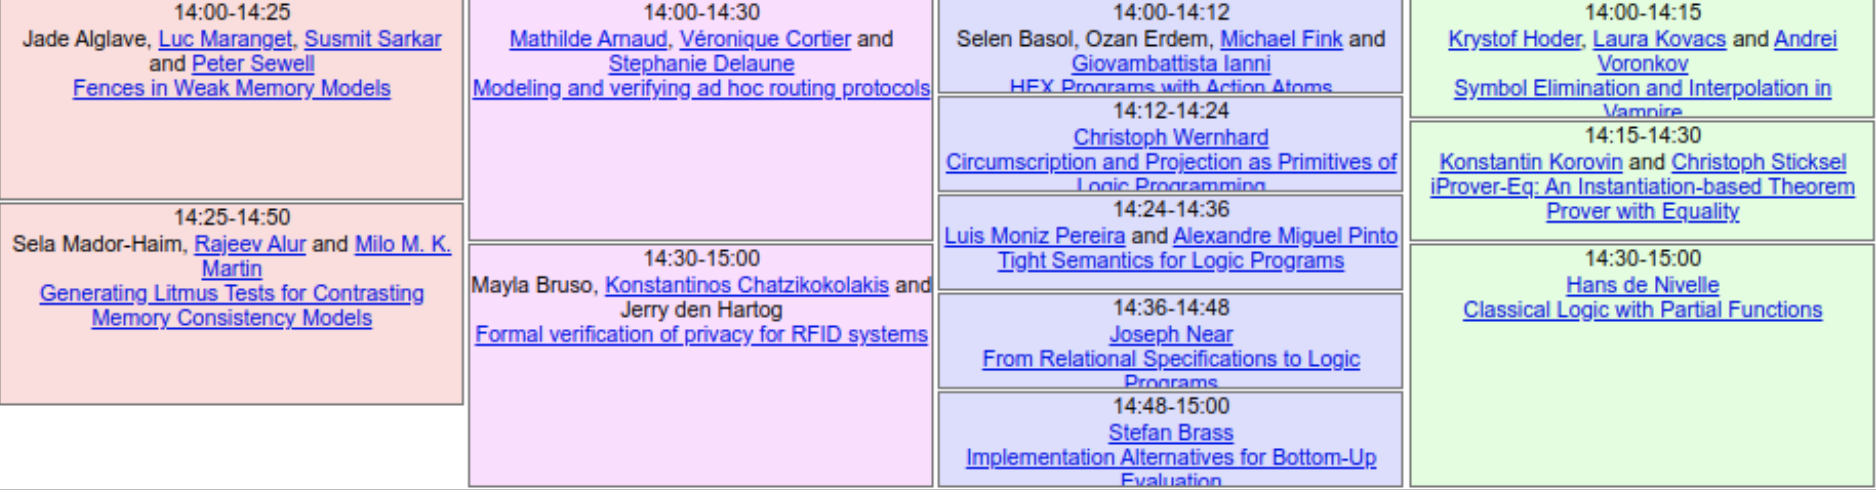 14:00-14:25
Jade Alglave, Luc Maranget, Susmit Sarkar
and Peter Sewell
Fences in Weak Memory Models
14:25-14:50
Sela Mador-Haim, Rajeev Alur and Milo M. K.
Martin
Generating Litmus Tests for Contrasting
Memory Consistency Models
14:00-14:30
Mathilde Arnaud, Véronique Cortier and
Stephanie Delaune
Modeling and verifying ad hoc routing protocols
14:30-15:00
Mayla Bruso, Konstantinos Chatzikokolakis and
Jerry den Hartog
Formal verification of privacy for RFID systems
14:00-14:12
Selen Basol, Ozan Erdem, Michael Fink and
Giovambattista Ianni
HEX Programs with Action Atoms
14:12-14:24
Christoph Wernhard
Circumscription and Projection as Primitives of
Logic Programming
14:24-14:36
Luis Moniz Pereira and Alexandre Miguel Pinto
Tight Semantics for Logic Programs
14:36-14:48
Joseph Near
From Relational Specifications to Logic
Programs
14:48-15:00
Stefan Brass
Implementation Alternatives for Bottom-Up
Evaluation
14:00-14:15
Krystof Hoder, Laura Kovacs and Andrei
Voronkov
Symbol Elimination and Interpolation in
Vampire
14:15-14:30
Konstantin Korovin and Christoph Sticksel
iProver-Eq: An Instantiation-based Theorem
Prover with Equality
14:30-15:00
Hans de Nivelle
Classical Logic with Partial Functions